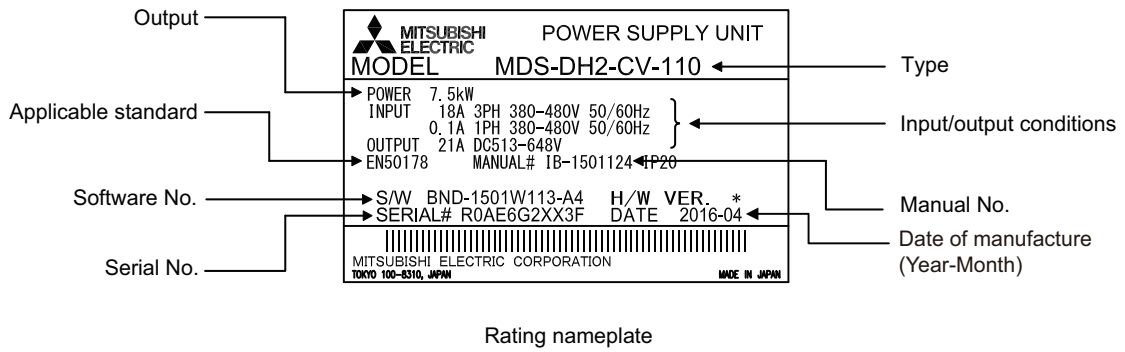 Output
Applicable standard
Software No.
Serial No.
MITSUBISHI
ELECTRIC
POWER SUPPLY UNIT
MODEL MDS-DH2-CV-110
POWER 7.5kW
INPUT 18A 3PH 380-480V 50/60Hz
0.1A 1PH 380-480V 50/60Hz
OUTPUT 21A DC513-648V
EN50178 MANUAL# IB-1501124 IP20
S/W BND-1501W113-A4 H/W VER. *
SERIAL# R0AE6G2XX3F DATE 2016-04
MITSUBISHI ELECTRIC CORPORATION
TOKYO 100-8310, JAPAN MADE IN JAPAN
Type
Input/output conditions
Manual No.
Date of manufacture
(Year-Month)
Rating nameplate